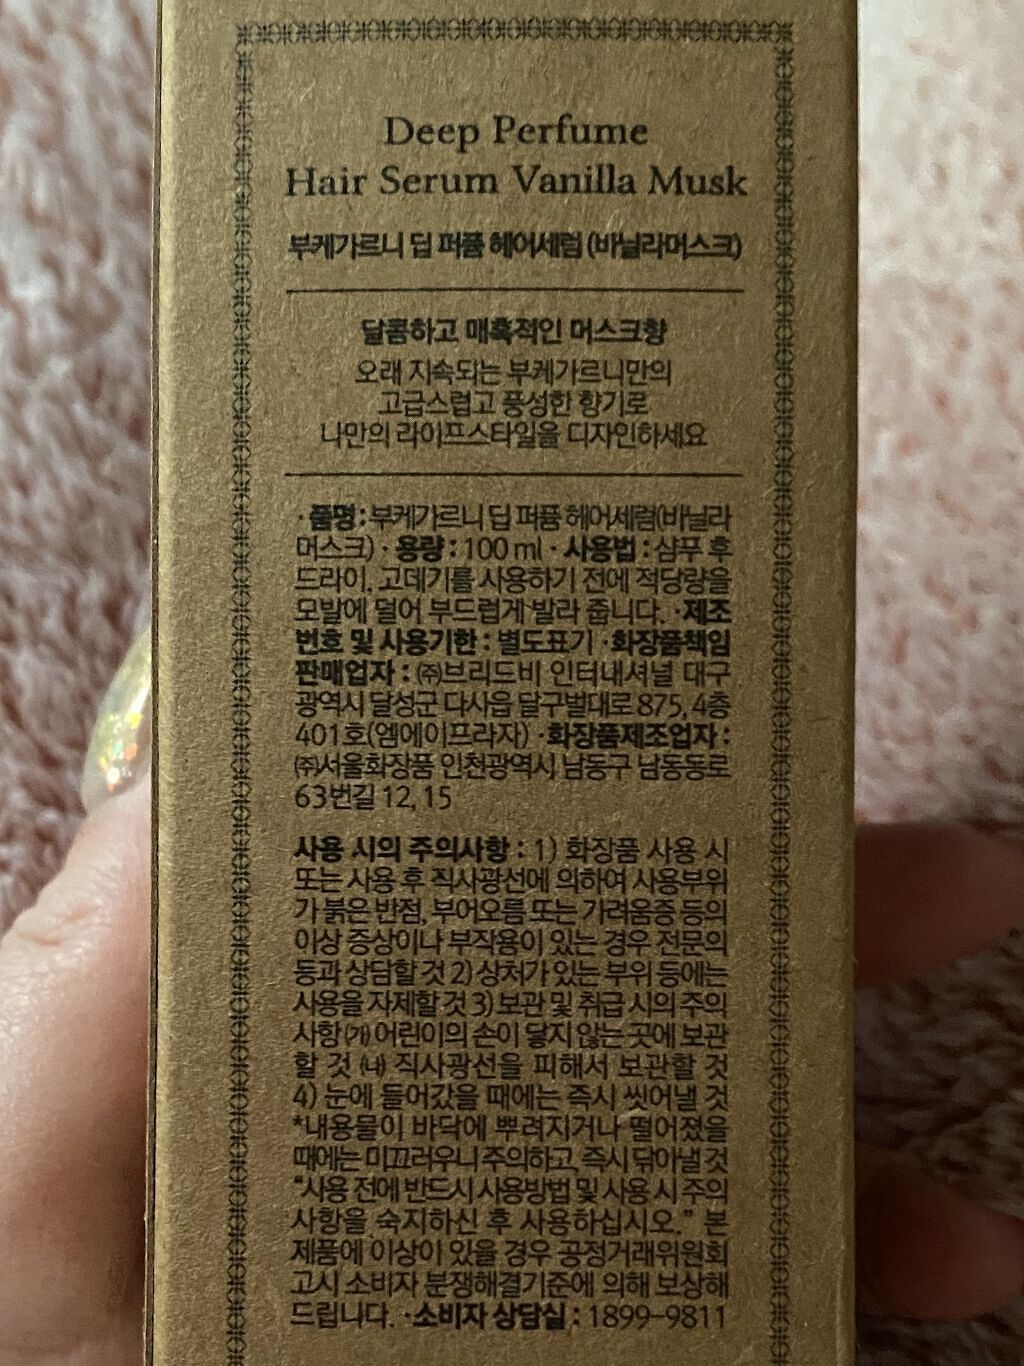 Deep Perfume
Hair Serum Vanilla Musk
부케가르니 딥 퍼퓸 헤어세럼 (바닐라머스크)
달콤하고 매혹적인 머스크향
오래 지속되는 부케가르니만의
고급스럽고 풍성한 향기로
나만의 라이프스타일을 디자인하세요
· 품명 : 부케가르니 딥 퍼퓸 헤어세럼(바닐라
머스크) · 용량 : 100 ml · 사용법 : 샴푸 후
드라이, 고데기를 사용하기 전에 적당량을
모발에 덜어 부드럽게 발라 줍니다. · 제조
번호 및 사용기한 : 별도표기 · 화장품책임
판매업자 : ㈜브리드비 인터내셔널 대구
광역시 달성군 다사읍 달구벌대로 875, 4층
401호(엠에이프라자) · 화장품제조업자 :
㈜서울화장품 인천광역시 남동구 남동동로
63번길 12, 15
사용 시의 주의사항 : 1) 화장품 사용 시
또는 사용 후 직사광선에 의하여 사용부위
가 붉은 반점, 부어오름 또는 가려움증 등의
이상 증상이나 부작용이 있는 경우 전문의
등과 상담할 것 2) 상처가 있는 부위 등에는
사용을 자제할 것 3) 보관 및 취급 시의 주의
사항 ㈎ 어린이의 손이 닿지 않는 곳에 보관
할 것 ㈏ 직사광선을 피해서 보관할 것
4) 눈에 들어갔을 때에는 즉시 씻어낼 것
*내용물이 바닥에 뿌려지거나 떨어졌을
때에는 미끄러우니 주의하고, 즉시 닦아낼 것
"사용 전에 반드시 사용방법 및 사용 시 주의
사항을 숙지하신 후 사용하십시오." 본
제품에 이상이 있을 경우 공정거래위원회
고시 소비자 분쟁해결기준에 의해 보상해
드립니다. · 소비자 상담실 : 1899-9811